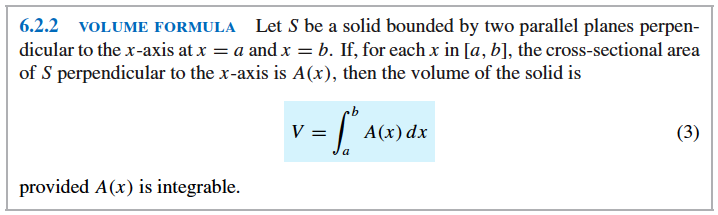 6.2.2 VOLUME FORMULA Let S be a solid bounded by two parallel planes perpen-
dicular to the x-axis at x = a and x = b. If, for each x in [a, b], the cross-sectional area
of S perpendicular to the x-axis is A(x), then the volume of the solid is
V = ∫ₐᵇ A(x) dx (3)
provided A(x) is integrable.